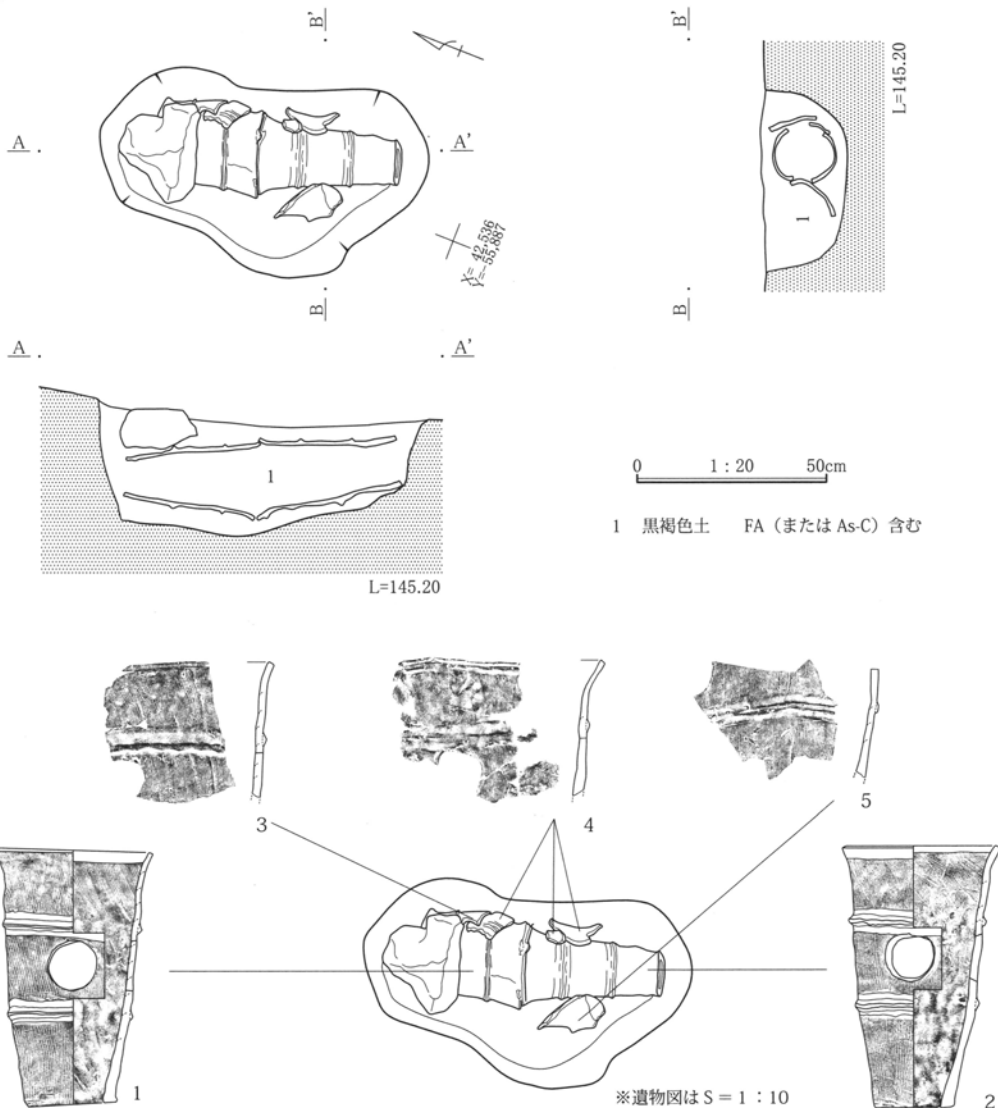 B'
B'
L=145.20
A
A'
X= 42,536
Y=-55,887
1
B
B
A
A'
1
L=145.20
0 1 : 20 50cm
1 黒褐色土 FA（または As-C）含む
3
4
5
1
2
※遺物図は S = 1 : 10